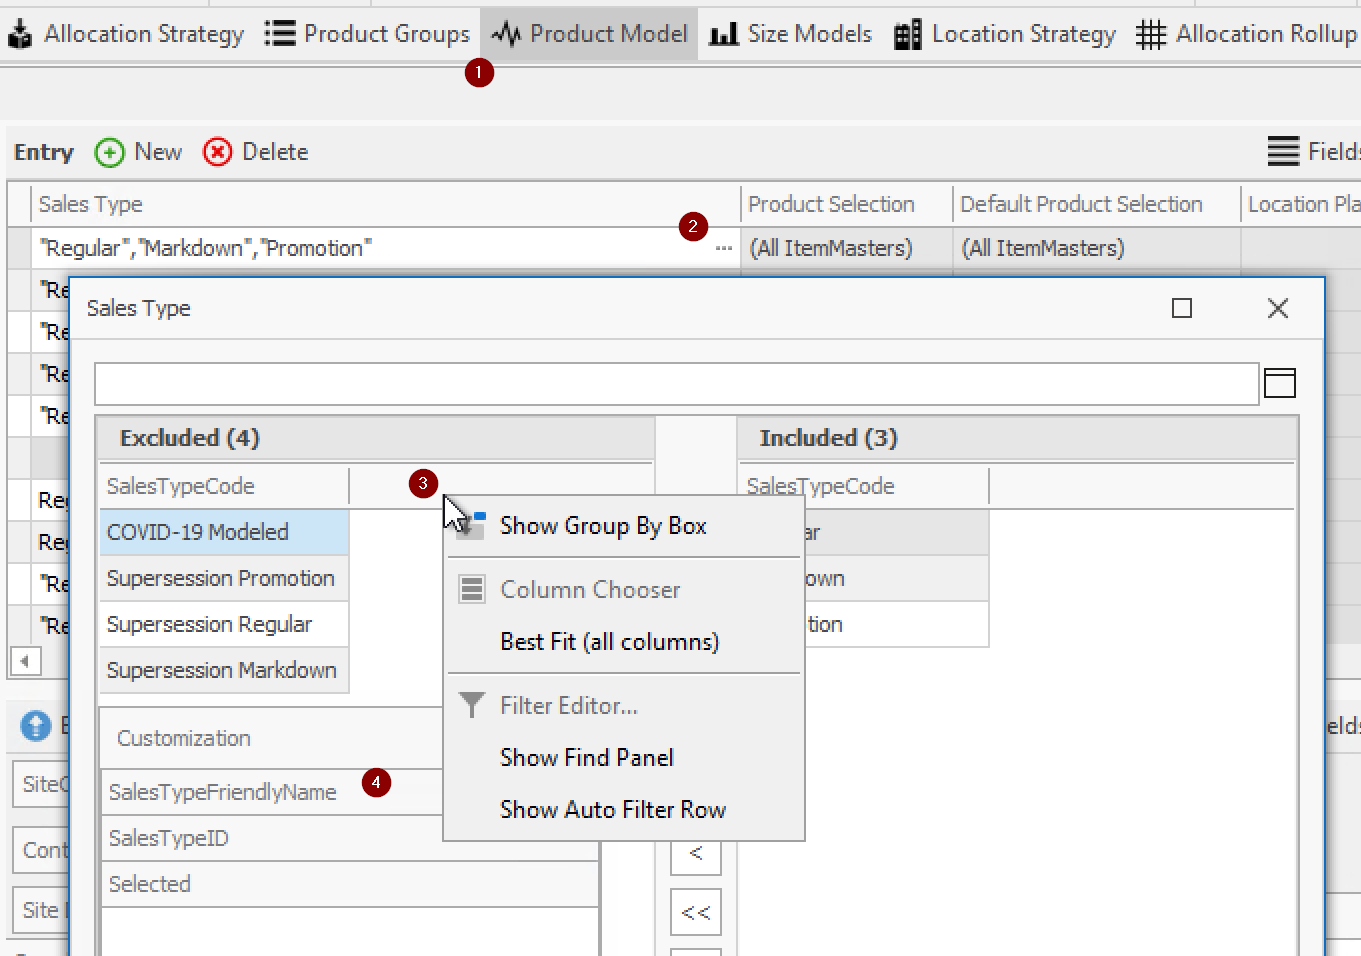 Allocation Strategy Product Groups Product Model Size Models Location Strategy Allocation Rollup
1
Entry New Delete Fields
Sales Type Product Selection Default Product Selection Location Pla
2
"Regular","Markdown","Promotion" ... (All ItemMasters) (All ItemMasters)
"Re
Sales Type
"Re
"Re
"Re
Excluded (4) Included (3)
SalesTypeCode 3 SalesTypeCode
Reg
COVID-19 Modeled Show Group By Box ar
Reg
Supersession Promotion Column Chooser own
"Re
Supersession Regular Best Fit (all columns) tion
"Re
Supersession Markdown
Filter Editor...
E Customization elds
Show Find Panel
SiteC SalesTypeFriendlyName 4
Show Auto Filter Row
SalesTypeID
Cont <
Selected
Site <<